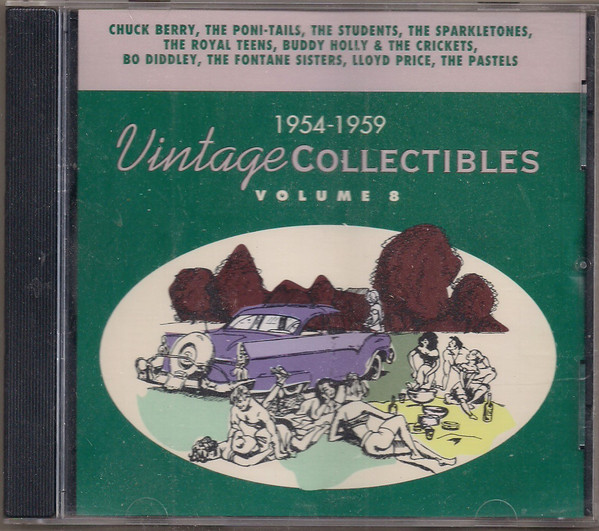 CHUCK BERRY, THE PONI-TAILS, THE STUDENTS, THE SPARKLETONES,
THE ROYAL TEENS, BUDDY HOLLY & THE CRICKETS,
BO DIDDLEY, THE FONTANE SISTERS, LLOYD PRICE, THE PASTELS
1954-1959
Vintage COLLECTIBLES
VOLUME 8